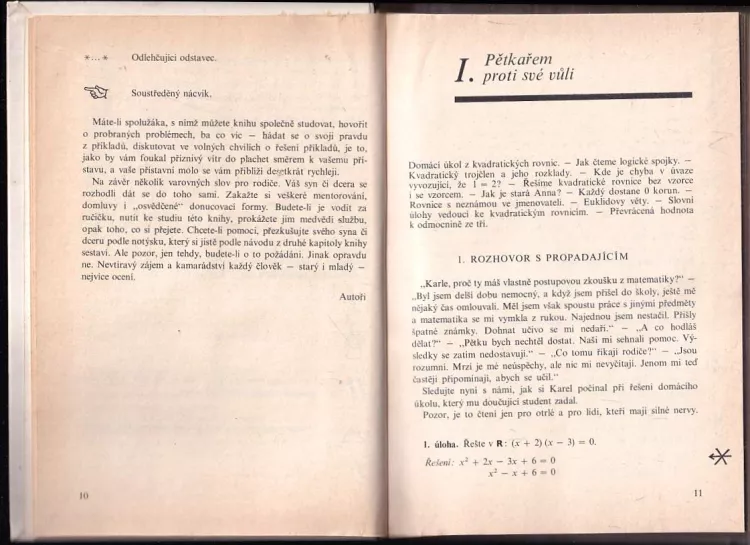 *...*   Odlehčující odstavec.
Soustředěný nácvik.
Máte-li spolužáka, s nímž můžete knihu společně studovat, hovořit
o probraných problémech, ba co víc — hádat se o svoji pravdu
z příkladů, diskutovat ve volných chvílích o řešení příkladů, je to,
jako by vám foukal příznivý vítr do plachet směrem k vašemu pří-
stavu, a vaše přístavní molo se vám přiblíží desetkrát rychleji.
Na závěr několik varovných slov pro rodiče. Váš syn či dcera se
rozhodli dát se do toho sami. Zakažte si veškeré mentorování,
domluvy i „osvědčené“ donucovací formy. Budete-li je vodit za
ručičku, nutit ke studiu této knihy, prokážete jim medvědí službu,
opak toho, co si přejete. Chcete-li pomoci, přezkušujte svého syna či
dceru podle notýsku, který si jistě podle návodu z druhé kapitoly knihy
sestaví. Ale pozor, jen tehdy, budete-li o to požádáni. Jinak opravdu
ne. Nevtíravý zájem a kamarádství každý člověk — starý i mladý —
nejvíce ocení.
Autoři
10
I. Pětkařem
proti své vůli
Domácí úkol z kvadratických rovnic. — Jak čteme logické spojky. —
Kvadratický trojčlen a jeho rozklady. — Kde je chyba v úvaze
vyvozující, že 1 = 2? — Řešíme kvadratické rovnice bez vzorce
i se vzorcem. — Jak je stará Anna? — Každý dostane 0 korun. —
Rovnice s neznámou ve jmenovateli. — Euklidovy věty. — Slovní
úlohy vedoucí ke kvadratickým rovnicím. — Převrácená hodnota
k odmocnině ze tří.
1. ROZHOVOR S PROPADAJÍCÍM
„Karle, proč ty máš vlastně postupovou zkoušku z matematiky?“ —
„Byl jsem delší dobu nemocný, a když jsem přišel do školy, ještě mě
nějaký čas omlouvali. Měl jsem však spoustu práce s jinými předměty
a matematika se mi vymkla z rukou. Najednou jsem nestačil. Přišly
špatné známky. Dohnat učivo se mi nedaří.“ — „A co hodláš
dělat?“ — „Pětku bych nechtěl dostat. Naši mi sehnali pomoc. Vý-
sledky se zatím nedostavují.“ — „Co tomu říkají rodiče?“ — „Jsou
rozumní. Mrzí je mé neúspěchy, ale nic mi nevyčítají. Jenom mi teď
častěji připomínají, abych se učil.“
Sledujte nyní s námi, jak si Karel počínal při řešení domácího
úkolu, který mu doučující student zadal.
Pozor, je to čtení jen pro otrlé a pro lidi, kteří mají silné nervy.
1. úloha. Řešte v R: (x + 2) (x − 3) = 0.
Řešení: x² + 2x − 3x + 6 = 0
x² − x + 6 = 0
11